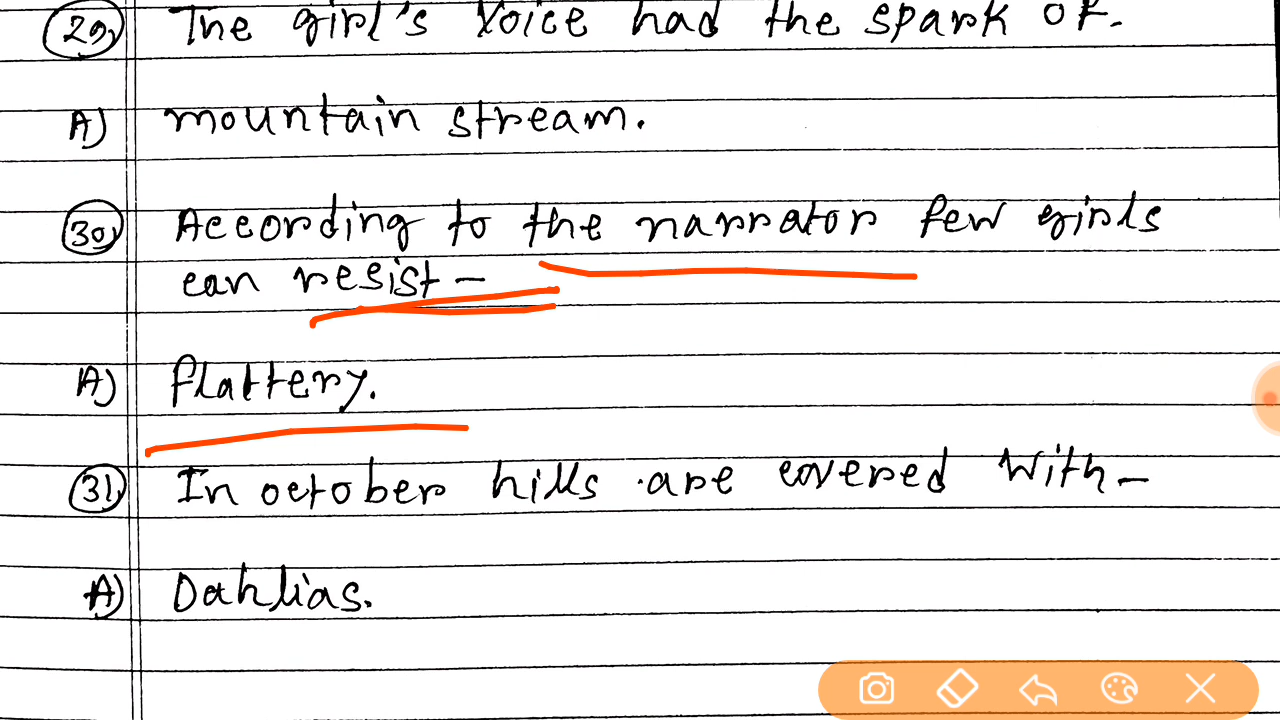 29) The girl's voice had the spark of.
A) mountain stream.
30) According to the narrator few girls
can resist -
A) Flattery.
31) In october hills are covered with -
A) Dahlias.